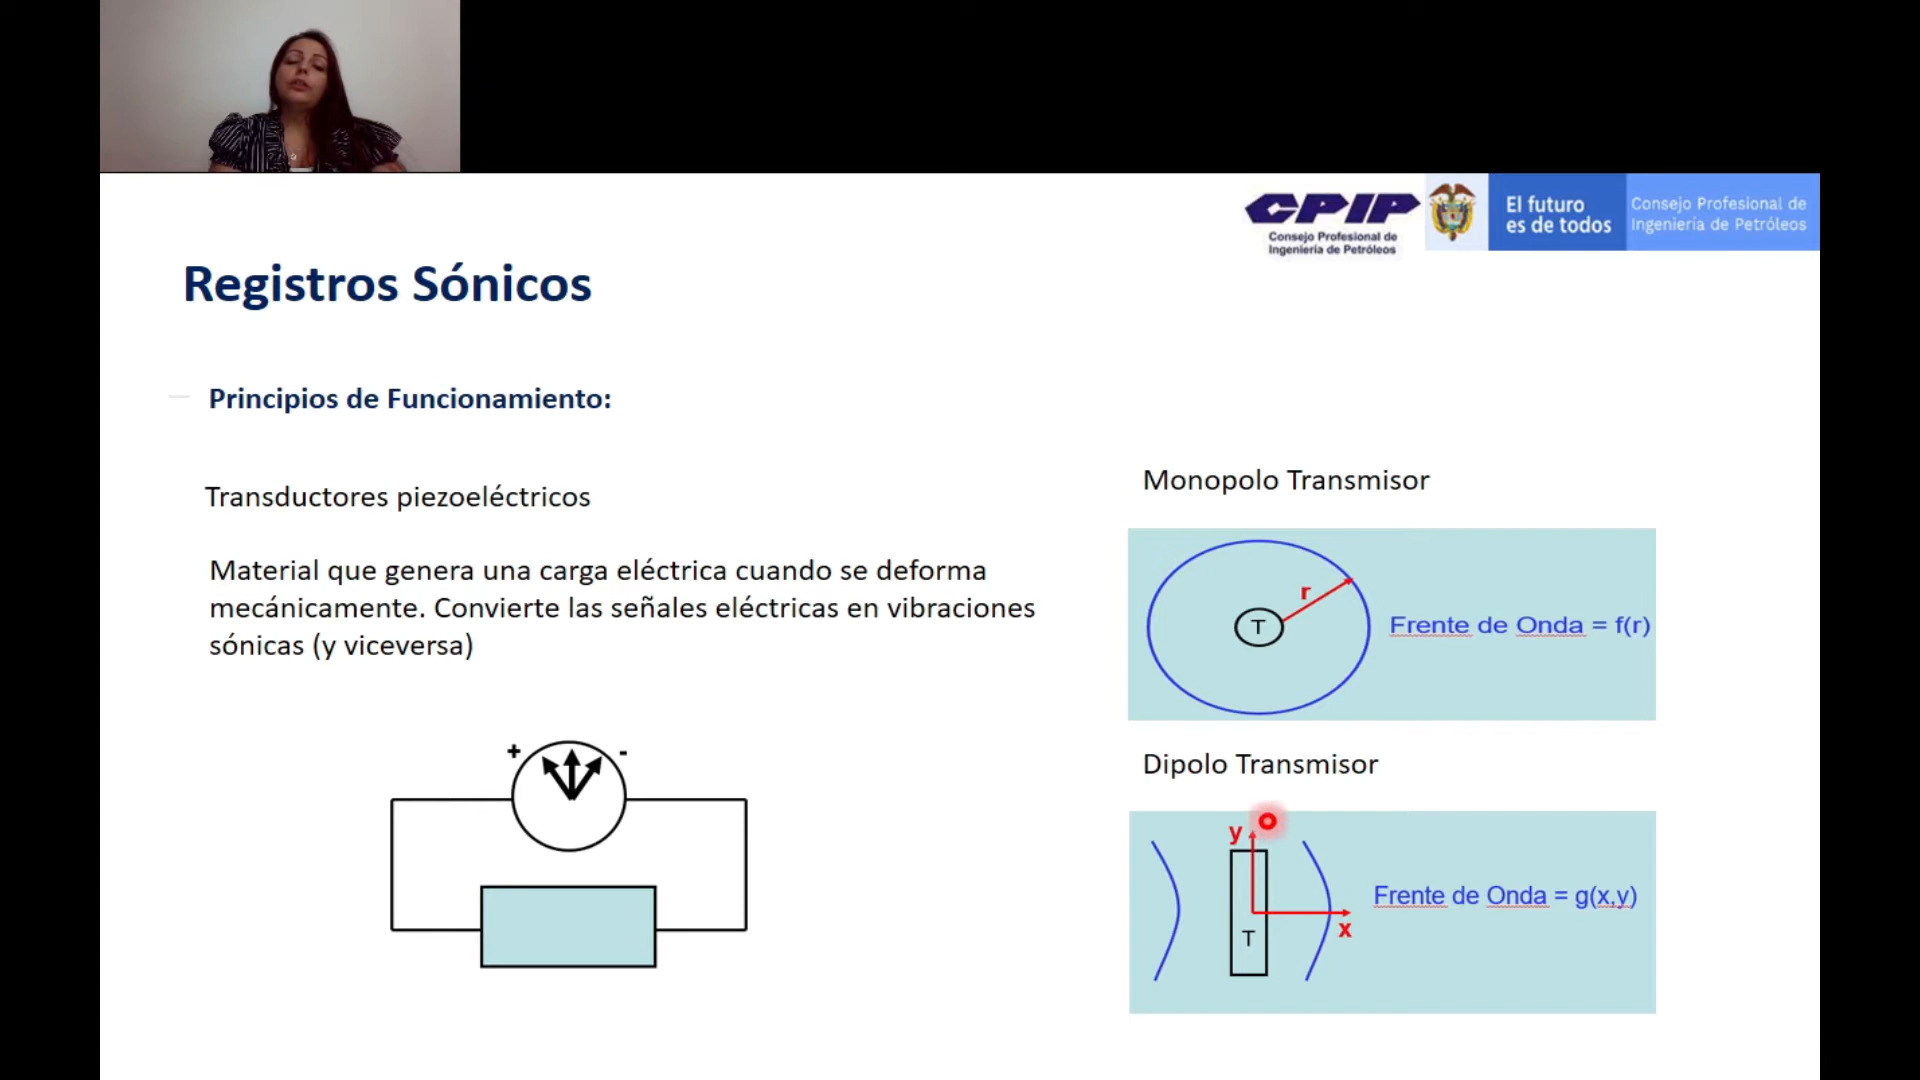 CPIP
Consejo Profesional de
Ingeniería de Petróleos
El futuro
es de todos
Consejo Profesional de
Ingeniería de Petróleos
Registros Sónicos
Principios de Funcionamiento:
Transductores piezoeléctricos
Material que genera una carga eléctrica cuando se deforma
mecánicamente. Convierte las señales eléctricas en vibraciones
sónicas (y viceversa)
+ -
Monopolo Transmisor
r
T
Frente de Onda = f(r)
Dipolo Transmisor
y
Frente de Onda = g(x,y)
x
T